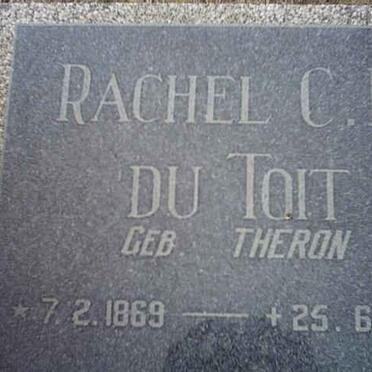 RACHEL C.
DU TOIT
GEB THERON
* 7.2.1869 — + 25.6